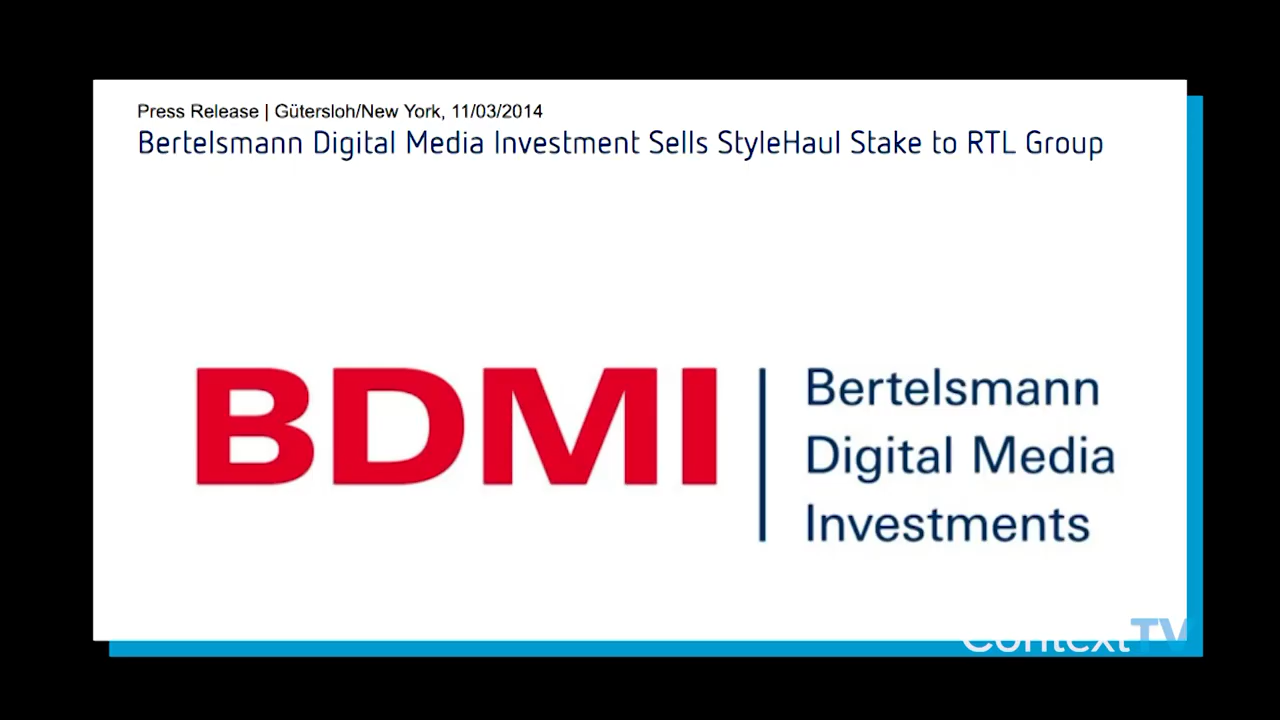 Press Release | Gütersloh/New York, 11/03/2014
Bertelsmann Digital Media Investment Sells StyleHaul Stake to RTL Group
BDMI
Bertelsmann
Digital Media
Investments
ContextTV